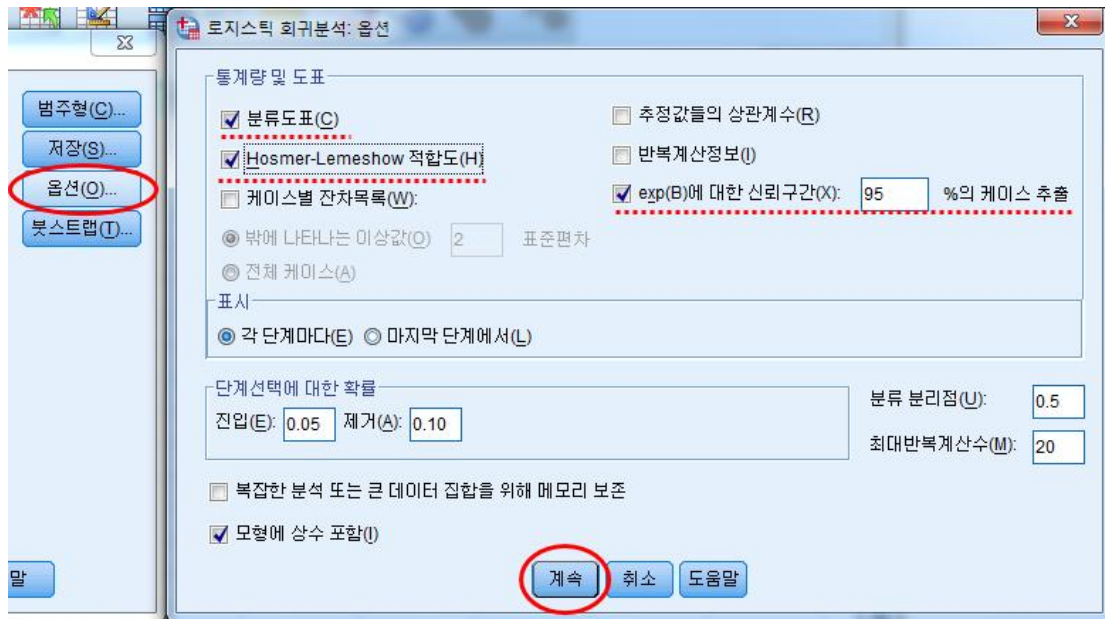 로지스틱 회귀분석: 옵션
범주형(C)...
저장(S)...
옵션(O)...
붓스트랩(T)...
말
통계량 및 도표
분류도표(C)
추정값들의 상관계수(R)
Hosmer-Lemeshow 적합도(H)
반복계산정보(I)
케이스별 잔차목록(W):
exp(B)에 대한 신뢰구간(X): 95 %의 케이스 추출
밖에 나타나는 이상값(O) 2 표준편차
전체 케이스(A)
표시
각 단계마다(E) 마지막 단계에서(L)
단계선택에 대한 확률
진입(E): 0.05 제거(A): 0.10
분류 분리점(U): 0.5
최대반복계산수(M): 20
복잡한 분석 또는 큰 데이터 집합을 위해 메모리 보존
모형에 상수 포함(I)
계속 취소 도움말